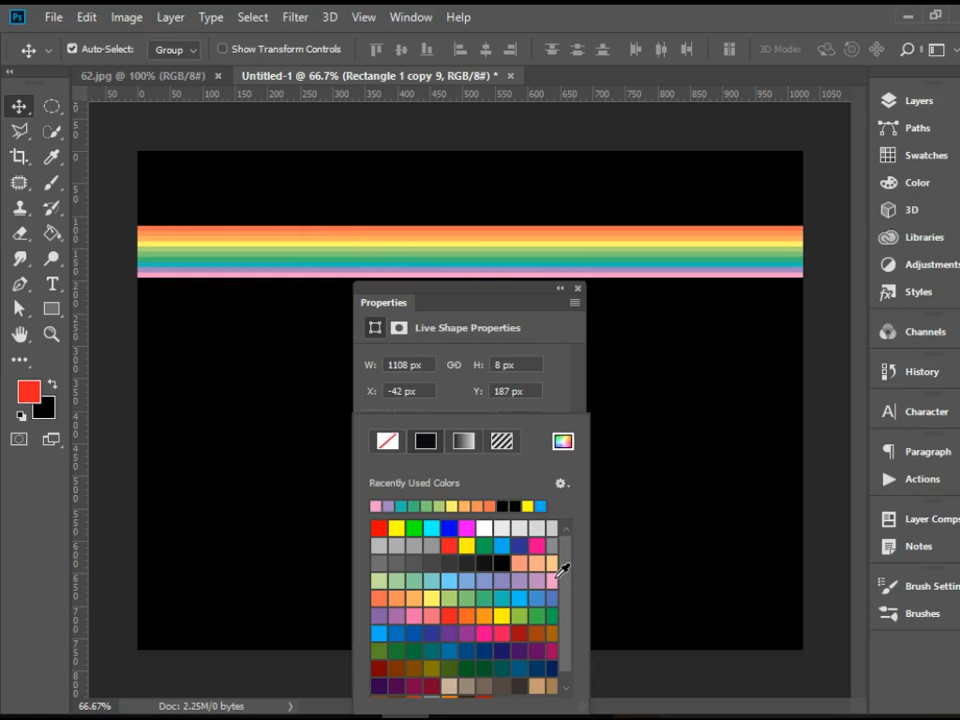 Ps File Edit Image Layer Type Select Filter 3D View Window Help
Auto-Select: Group Show Transform Controls 3D Mode:
62.jpg @ 100% (RGB/8#) × Untitled-1 @ 66.7% (Rectangle 1 copy 9, RGB/8#) * ×
50 0 50 100 150 200 250 300 350 400 450 500 550 600 650 700 750 800 850 900 950 1000 1050
Layers
Paths
Swatches
Color
3D
Libraries
Adjustments
Styles
Channels
History
Character
Paragraph
Actions
Layer Comps
Notes
Brush Settin
Brushes
Properties
Live Shape Properties
W: 1108 px H: 8 px
X: -42 px Y: 187 px
Recently Used Colors
66.67% Doc: 2.25M/0 bytes